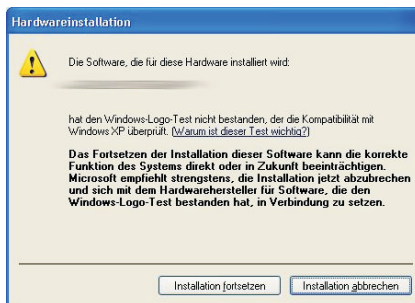 Hardwareinstallation
Die Software, die für diese Hardware installiert wird:
hat den Windows-Logo-Test nicht bestanden, der die Kompatibilität mit
Windows XP überprüft. (Warum ist dieser Test wichtig?)
Das Fortsetzen der Installation dieser Software kann die korrekte
Funktion des Systems direkt oder in Zukunft beeinträchtigen.
Microsoft empfiehlt strengstens, die Installation jetzt abzubrechen
und sich mit dem Hardwarehersteller für Software, die den
Windows-Logo-Test bestanden hat, in Verbindung zu setzen.
Installation fortsetzen
Installation abbrechen